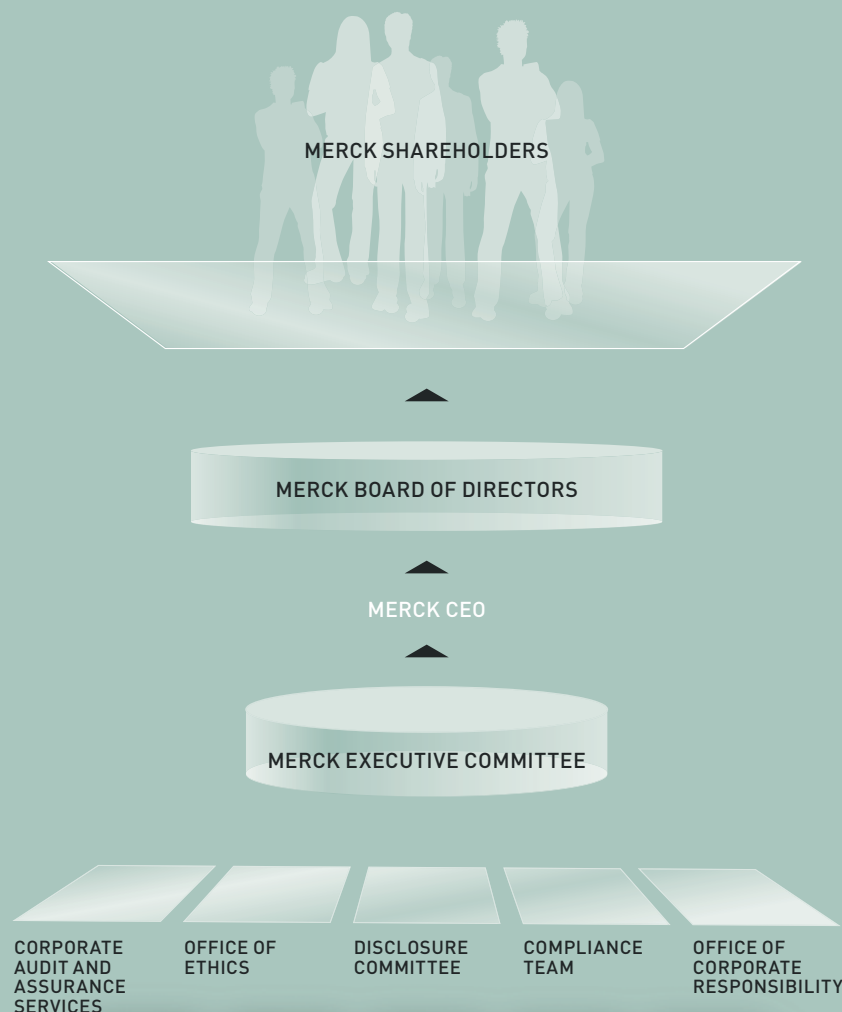 MERCK SHAREHOLDERS
MERCK BOARD OF DIRECTORS
MERCK CEO
MERCK EXECUTIVE COMMITTEE
CORPORATE
AUDIT AND
ASSURANCE
SERVICES
OFFICE OF
ETHICS
DISCLOSURE
COMMITTEE
COMPLIANCE
TEAM
OFFICE OF
CORPORATE
RESPONSIBILITY